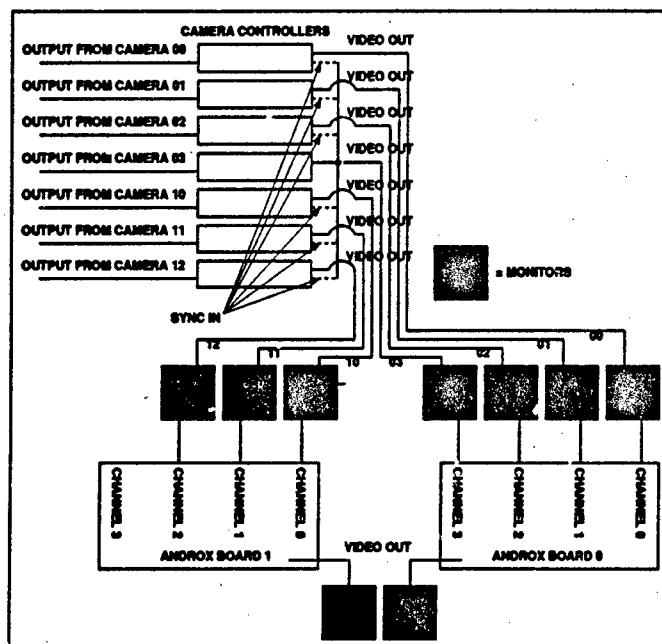 CAMERA CONTROLLERS
OUTPUT FROM CAMERA 00
VIDEO OUT
OUTPUT FROM CAMERA 01
VIDEO OUT
OUTPUT FROM CAMERA 02
VIDEO OUT
OUTPUT FROM CAMERA 03
VIDEO OUT
OUTPUT FROM CAMERA 10
VIDEO OUT
OUTPUT FROM CAMERA 11
VIDEO OUT
OUTPUT FROM CAMERA 12
VIDEO OUT
= MONITORS
SYNC IN
12
11
10
03
02
01
00
CHANNEL 3
CHANNEL 2
CHANNEL 1
CHANNEL 0
CHANNEL 3
CHANNEL 2
CHANNEL 1
CHANNEL 0
ANDROX BOARD 1
VIDEO OUT
ANDROX BOARD 0